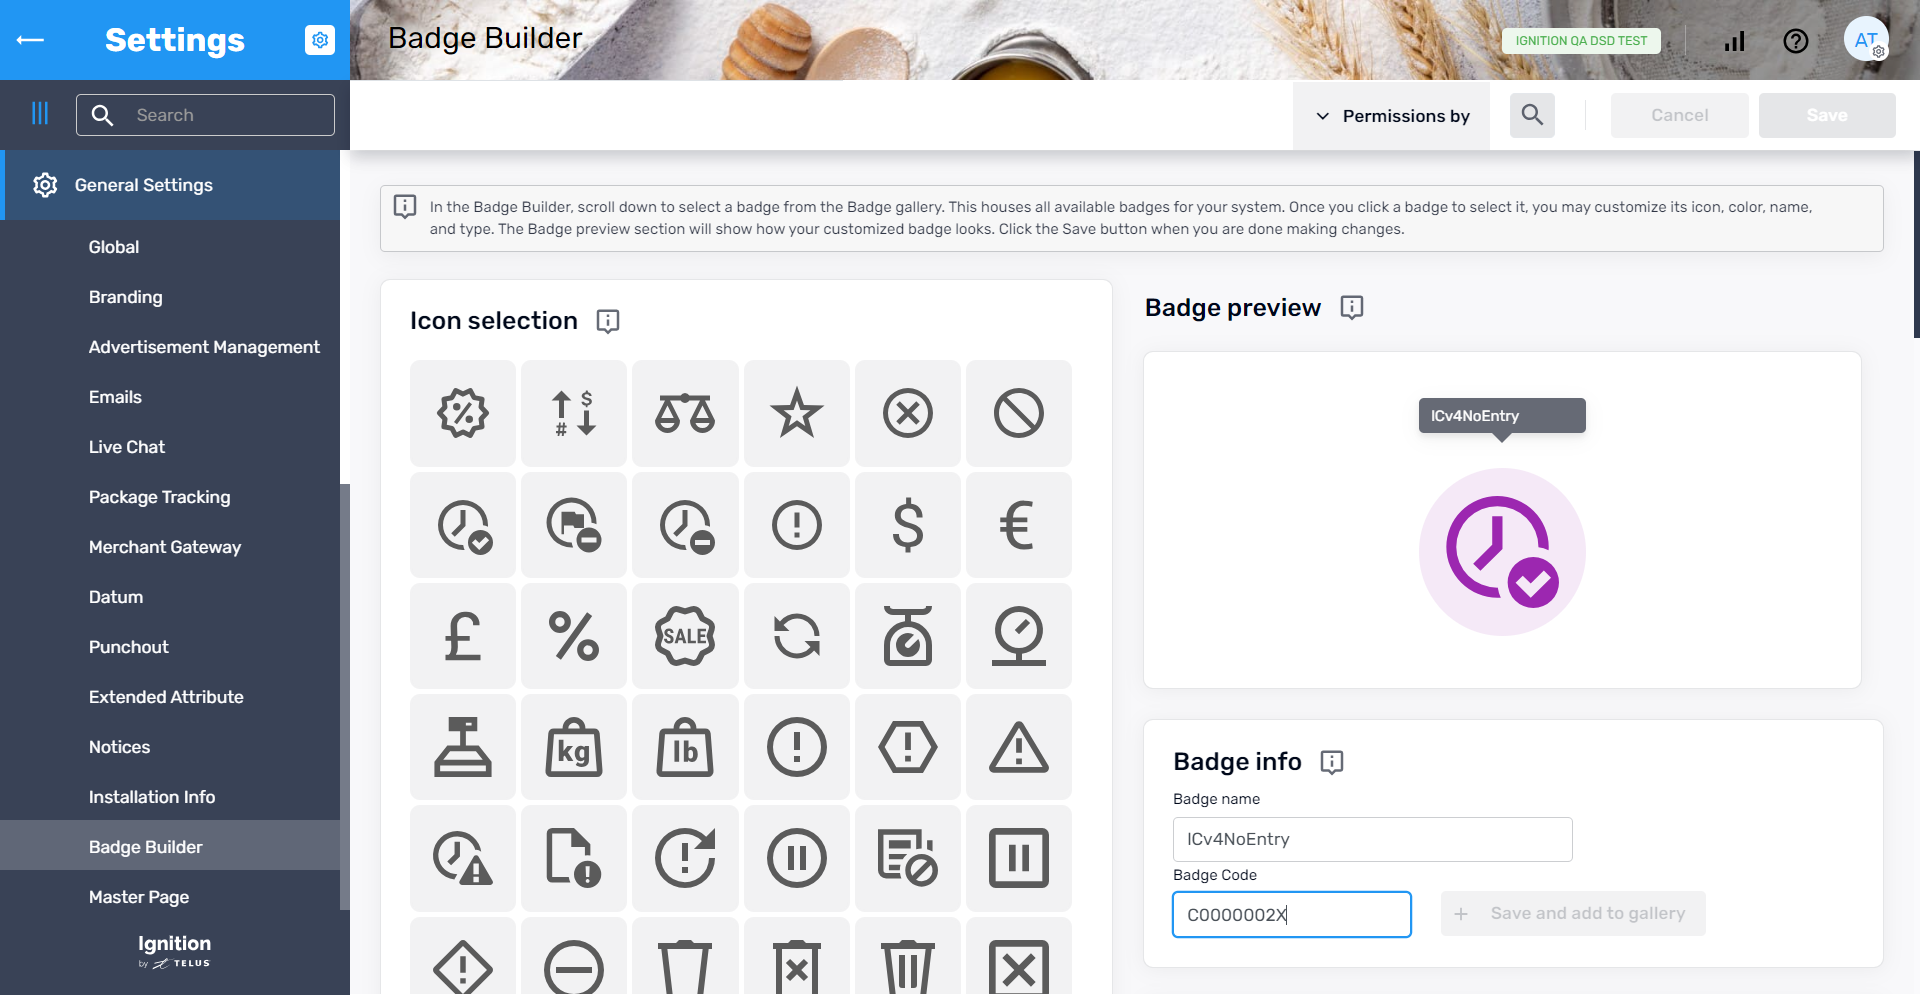 Settings
Badge Builder
IGNITION QA DSD TEST
AT
Search
Permissions by
Cancel
Save
General Settings
Global
Branding
Advertisement Management
Emails
Live Chat
Package Tracking
Merchant Gateway
Datum
Punchout
Extended Attribute
Notices
Installation Info
Badge Builder
Master Page
Ignition
by TELUS
In the Badge Builder, scroll down to select a badge from the Badge gallery. This houses all available badges for your system. Once you click a badge to select it, you may customize its icon, color, name,
and type. The Badge preview section will show how your customized badge looks. Click the Save button when you are done making changes.
Icon selection
% $ #
$ €
£ % SALE
kg lb
Badge preview
ICv4NoEntry
Badge info
Badge name
ICv4NoEntry
Badge Code
C0000002X
+ Save and add to gallery